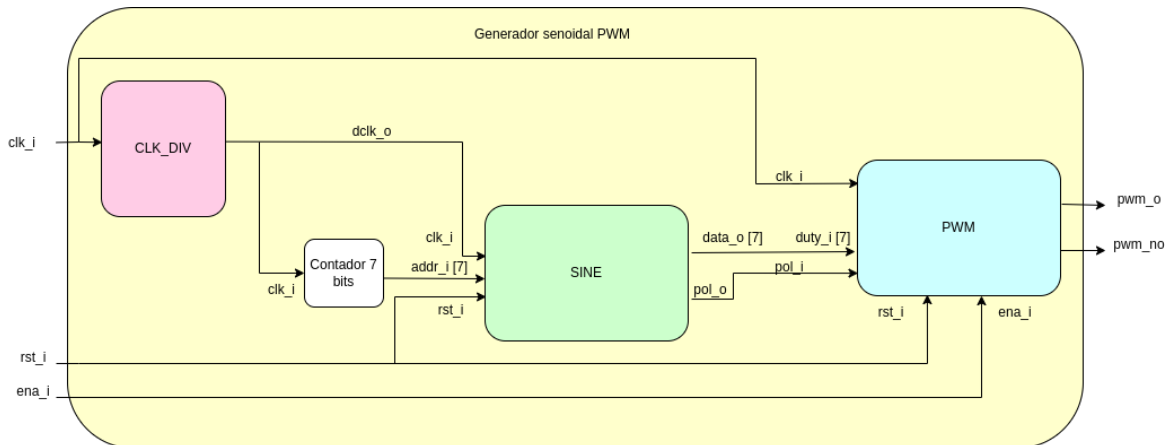 Generador senoidal PWM
clk_i
CLK_DIV
dclk_o
clk_i
pwm_o
clk_i
data_o [7]
duty_i [7]
PWM
pwm_no
Contador 7
bits
addr_i [7]
SINE
pol_i
clk_i
rst_i
pol_o
rst_i
ena_i
rst_i
ena_i